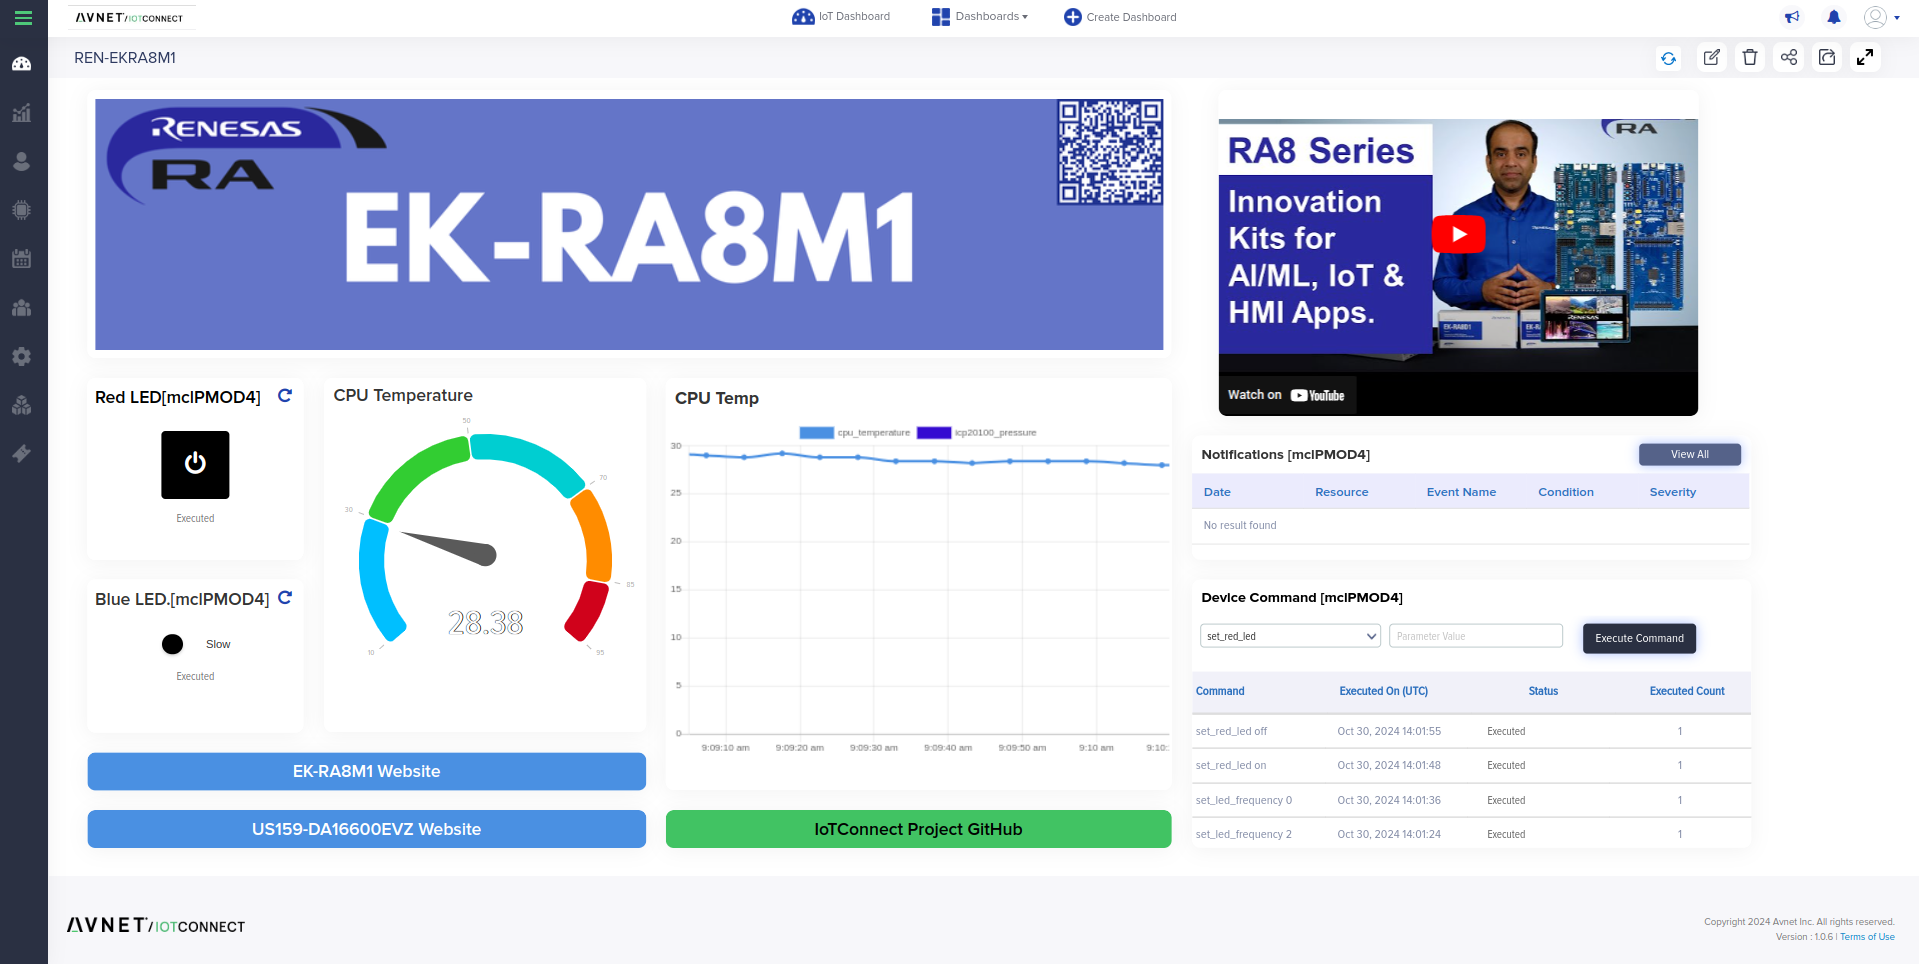 AVNET / IOTCONNECT
IoT Dashboard
Dashboards
Create Dashboard
REN-EKRA8M1
RENESAS
RA
EK-RA8M1
RA
RA8 Series
Innovation
Kits for
AI/ML, IoT &
HMI Apps.
EK-RA8D1
RENESAS
Watch on YouTube
Red LED[mclPMOD4]
Executed
Blue LED.[mclPMOD4]
Slow
Executed
CPU Temperature
50
70
30
85
28.38
10
95
CPU Temp
cpu_temperature icp20100_pressure
30
25
20
15
10
5
0
9:09:10 am 9:09:20 am 9:09:30 am 9:09:40 am 9:09:50 am 9:10 am 9:10:
Notifications [mclPMOD4]
View All
Date Resource Event Name Condition Severity
No result found
Device Command [mclPMOD4]
set_red_led
Parameter Value
Execute Command
Command Executed On (UTC) Status Executed Count
set_red_led off Oct 30, 2024 14:01:55 Executed 1
set_red_led on Oct 30, 2024 14:01:48 Executed 1
set_led_frequency 0 Oct 30, 2024 14:01:36 Executed 1
set_led_frequency 2 Oct 30, 2024 14:01:24 Executed 1
EK-RA8M1 Website
US159-DA16600EVZ Website
IoTConnect Project GitHub
AVNET / IOTCONNECT
Copyright 2024 Avnet Inc. All rights reserved.
Version : 1.0.6 | Terms of Use